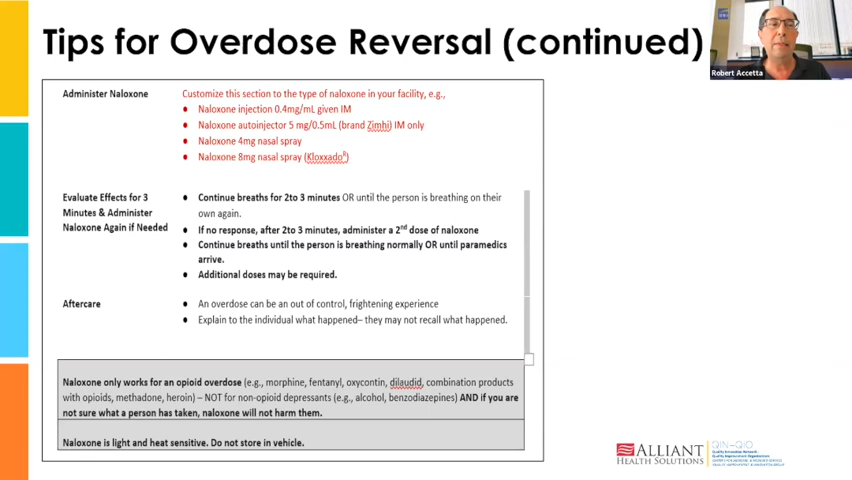 Tips for Overdose Reversal (continued)
Robert Accetta
Administer Naloxone
Customize this section to the type of naloxone in your facility, e.g.,
● Naloxone injection 0.4mg/mL given IM
● Naloxone autoinjector 5 mg/0.5mL (brand Zimhi) IM only
● Naloxone 4mg nasal spray
● Naloxone 8mg nasal spray (Kloxxado®)
Evaluate Effects for 3
Minutes & Administer
Naloxone Again if Needed
● Continue breaths for 2to 3 minutes OR until the person is breathing on their
own again.
● If no response, after 2to 3 minutes, administer a 2nd dose of naloxone
● Continue breaths until the person is breathing normally OR until paramedics
arrive.
● Additional doses may be required.
Aftercare
● An overdose can be an out of control, frightening experience
● Explain to the individual what happened– they may not recall what happened.
Naloxone only works for an opioid overdose (e.g., morphine, fentanyl, oxycontin, dilaudid, combination products
with opioids, methadone, heroin) – NOT for non-opioid depressants (e.g., alcohol, benzodiazepines) AND if you are
not sure what a person has taken, naloxone will not harm them.
Naloxone is light and heat sensitive. Do not store in vehicle.
ALLIANT
HEALTH SOLUTIONS
QIN-QIO
Quality Innovation Network-
Quality Improvement Organizations